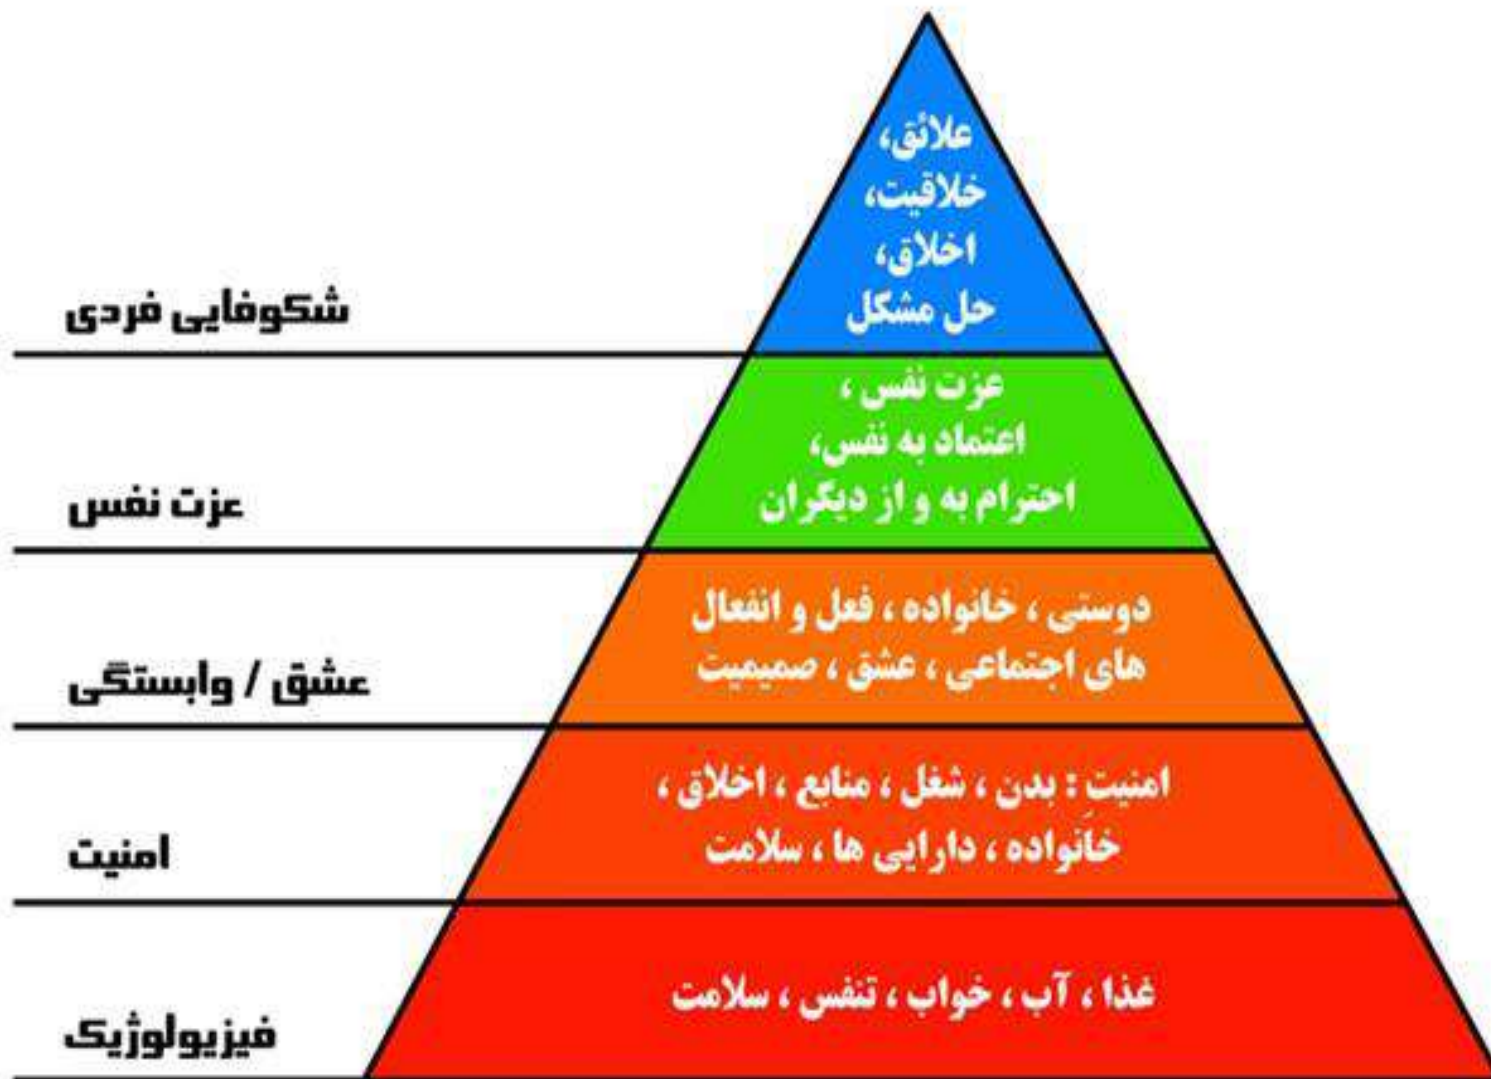 علائق،
خلاقیت،
اخلاق،
حل مشکل
شکوفایی فردی
عزت نفس ،
اعتماد به نفس،
احترام به و از دیگران
عزت نفس
دوستی ، خانواده ، فعل و انفعال
های اجتماعی ، عشق ، صمیمیت
عشق / وابستگی
امنیتِ : بدن ، شغل ، منابع ، اخلاق ،
خانواده ، دارایی ها ، سلامت
امنیت
غذا ، آب ، خواب ، تنفس ، سلامت
فیزیولوژیک